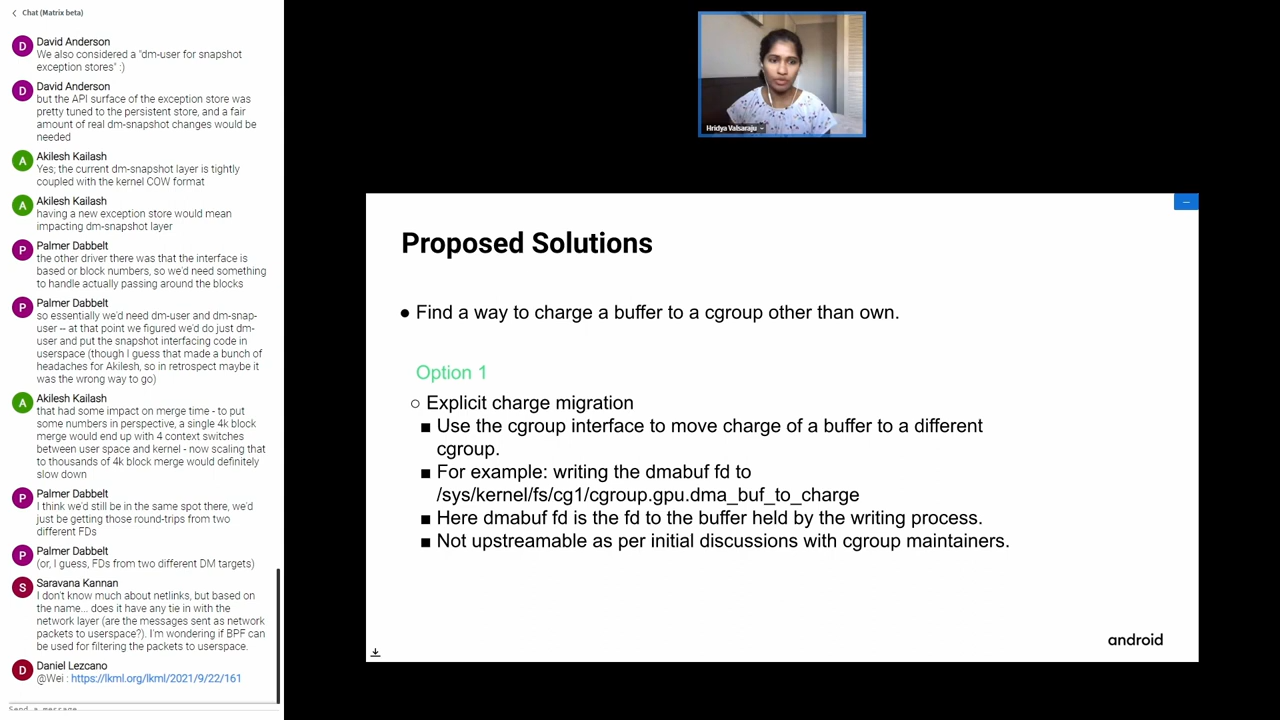 Chat (Matrix beta)
David Anderson
We also considered a "dm-user for snapshot
exception stores" :)
David Anderson
but the API surface of the exception store was
pretty tuned to the persistent store, and a fair
amount of real dm-snapshot changes would be
needed
Akilesh Kailash
Yes; the current dm-snapshot layer is tightly
coupled with the kernel COW format
Akilesh Kailash
having a new exception store would mean
impacting dm-snapshot layer
Palmer Dabbelt
the other driver there was that the interface is
based or block numbers, so we'd need something
to handle actually passing around the blocks
Palmer Dabbelt
so essentially we'd need dm-user and dm-snap-
user -- at that point we figured we'd do just dm-
user and put the snapshot interfacing code in
userspace (though I guess that made a bunch of
headaches for Akilesh, so in retrospect maybe it
was the wrong way to go)
Akilesh Kailash
that had some impact on merge time - to put
some numbers in perspective, a single 4k block
merge would end up with 4 context switches
between user space and kernel - now scaling that
to thousands of 4k block merge would definitely
slow down
Palmer Dabbelt
I think we'd still be in the same spot there, we'd
just be getting those round-trips from two
different FDs
Palmer Dabbelt
(or, I guess, FDs from two different DM targets)
Saravana Kannan
I don't know much about netlinks, but based on
the name... does it have any tie in with the
network layer (are the messages sent as network
packets to userspace?). I'm wondering if BPF can
be used for filtering the packets to userspace.
Daniel Lezcano
@Wei : https://lkml.org/lkml/2021/9/22/161
Send a message
Hridya Valsaraju
Proposed Solutions
● Find a way to charge a buffer to a cgroup other than own.
Option 1
○ Explicit charge migration
■ Use the cgroup interface to move charge of a buffer to a different
cgroup.
■ For example: writing the dmabuf fd to
/sys/kernel/fs/cg1/cgroup.gpu.dma_buf_to_charge
■ Here dmabuf fd is the fd to the buffer held by the writing process.
■ Not upstreamable as per initial discussions with cgroup maintainers.
android